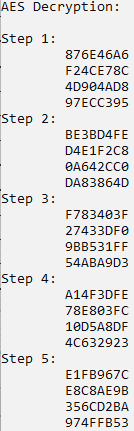 AES Decryption:
Step 1:
876E46A6
F24CE78C
4D904AD8
97ECC395
Step 2:
BE3BD4FE
D4E1F2C8
0A642CC0
DA83864D
Step 3:
F783403F
27433DF0
9BB531FF
54ABA9D3
Step 4:
A14F3DFE
78E803FC
10D5A8DF
4C632923
Step 5:
E1FB967C
E8C8AE9B
356CD2BA
974FFB53